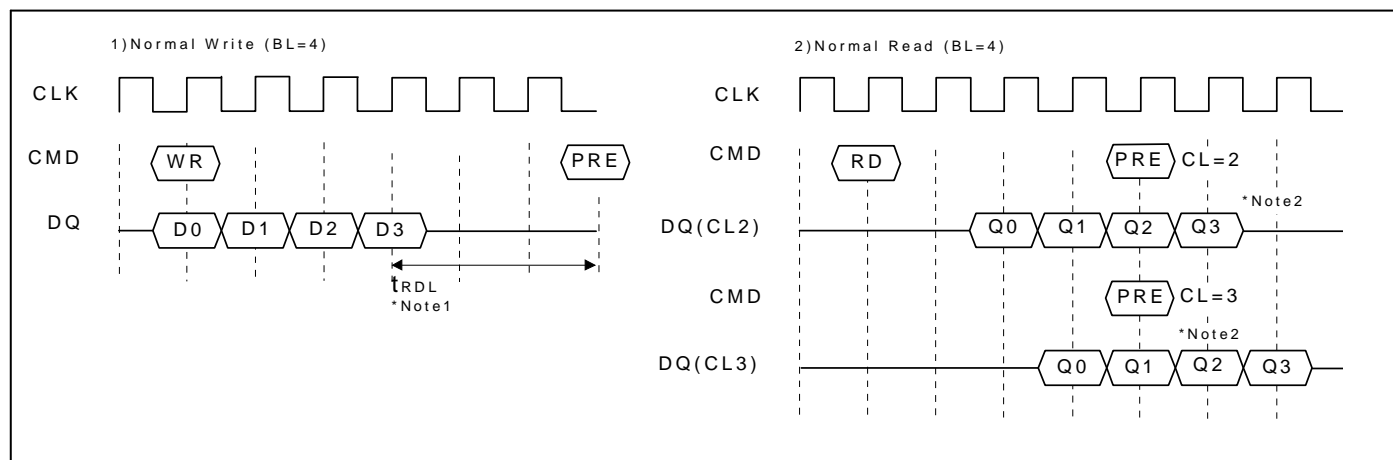 1)Normal Write (BL=4)
CLK
CMD WR PRE
DQ D0 D1 D2 D3
tRDL
*Note1
2)Normal Read (BL=4)
CLK
CMD RD PRE CL=2
*Note2
DQ(CL2) Q0 Q1 Q2 Q3
CMD PRE CL=3
*Note2
DQ(CL3) Q0 Q1 Q2 Q3